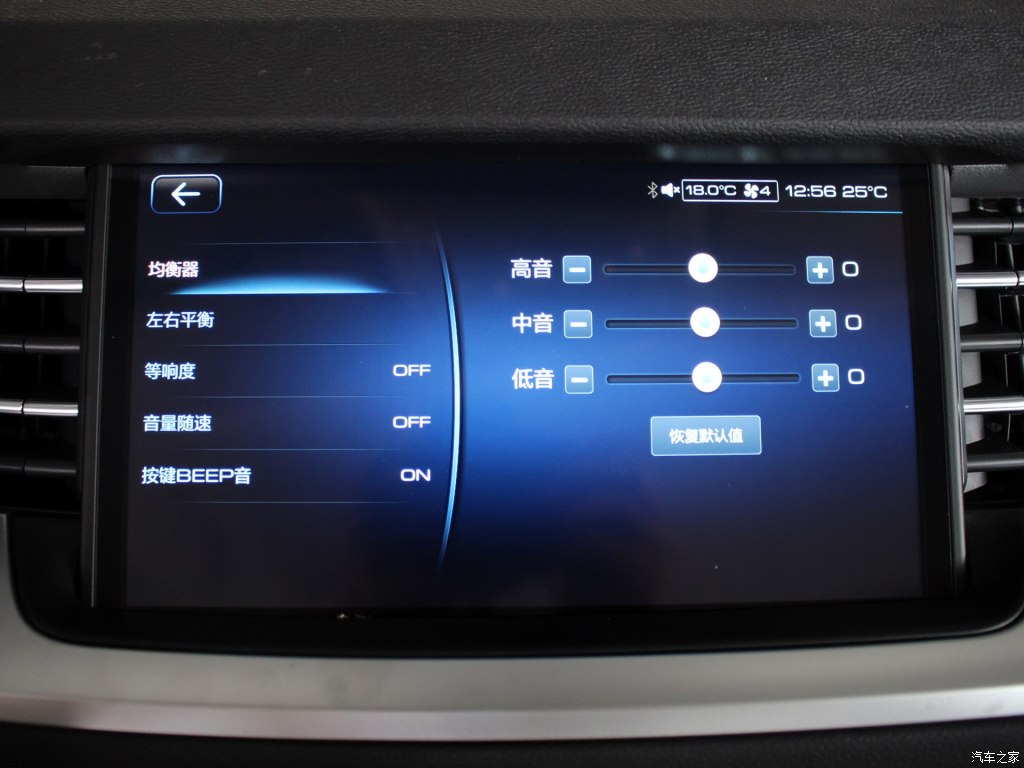 18.0°C 4 12:56 25°C
均衡器
左右平衡
等响度 OFF
音量随速 OFF
按键BEEP音 ON
高音 − + 0
中音 − + 0
低音 − + 0
恢复默认值
汽车之家